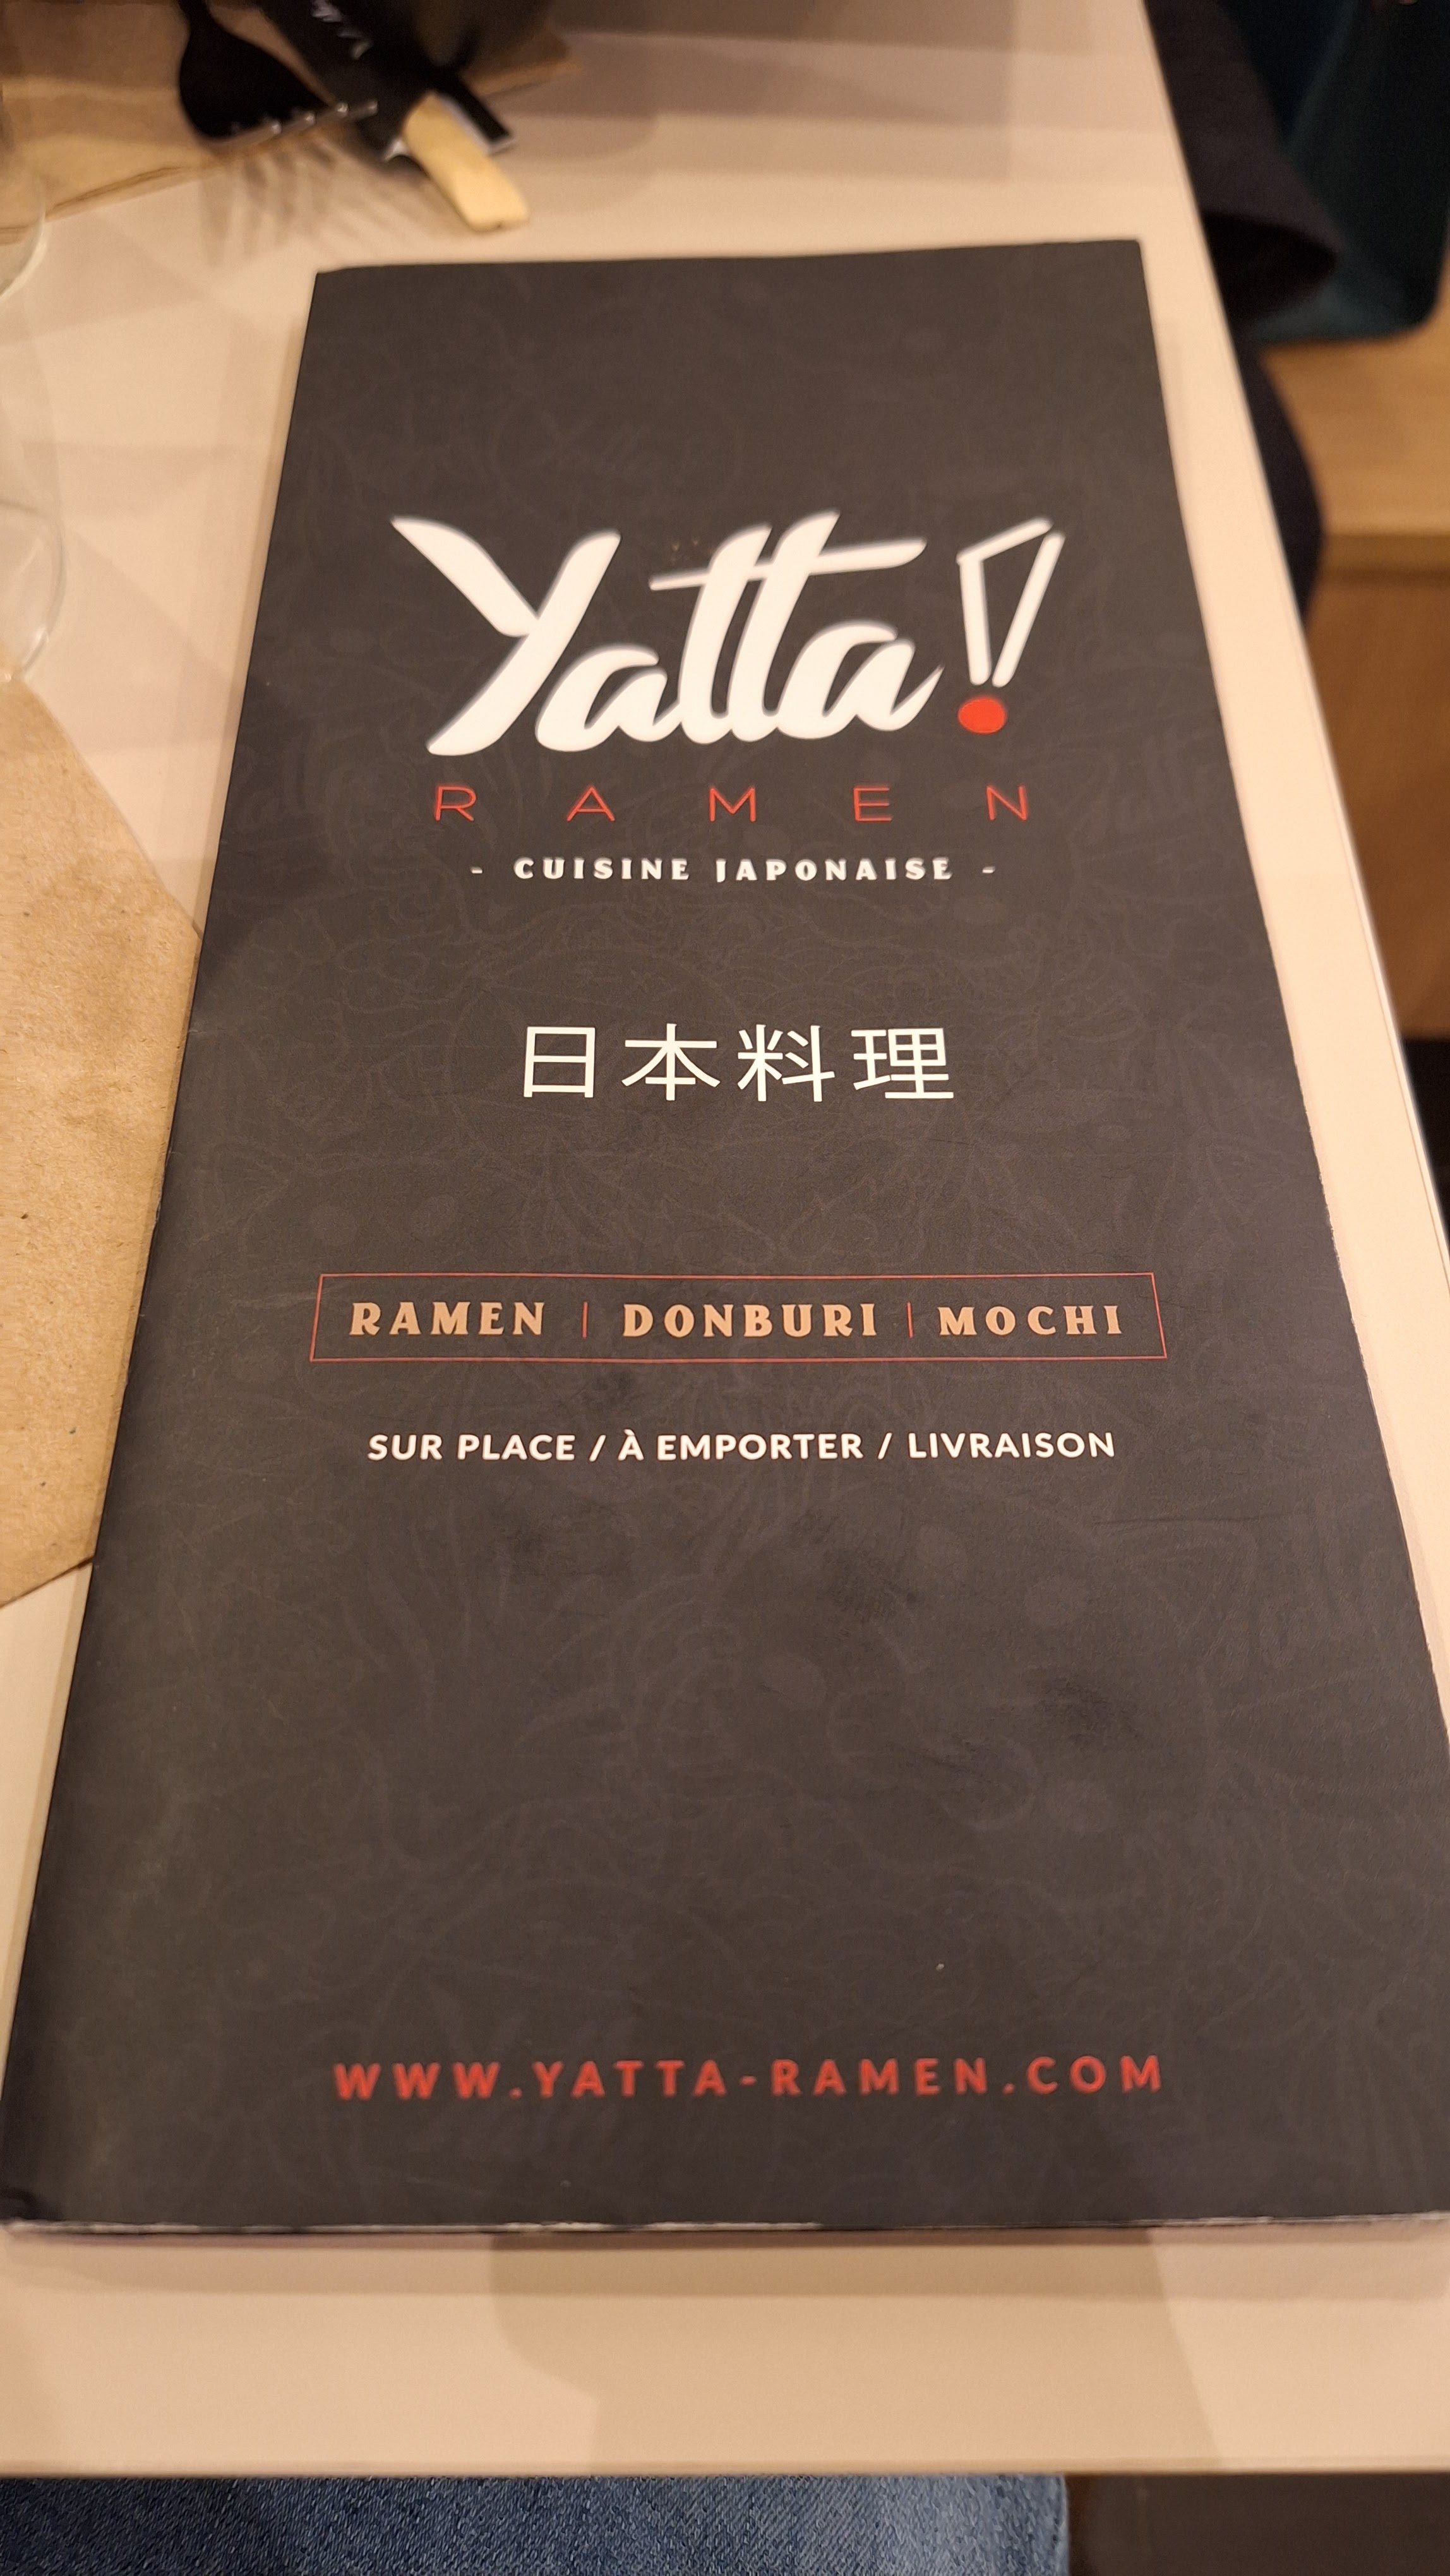 Yatta!
RAMEN
- CUISINE JAPONAISE -
日本料理
RAMEN | DONBURI | MOCHI
SUR PLACE / À EMPORTER / LIVRAISON
WWW.YATTA-RAMEN.COM